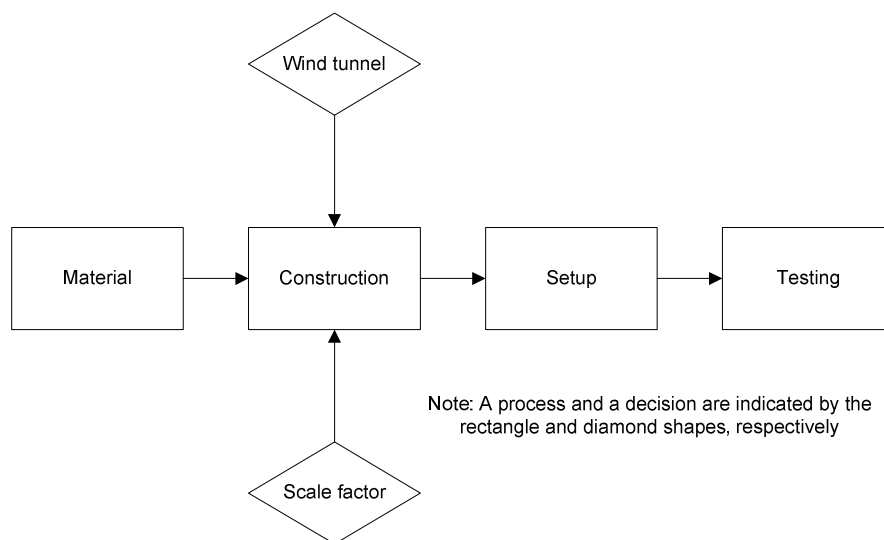 Wind tunnel
Material
Construction
Setup
Testing
Note: A process and a decision are indicated by the
rectangle and diamond shapes, respectively
Scale factor